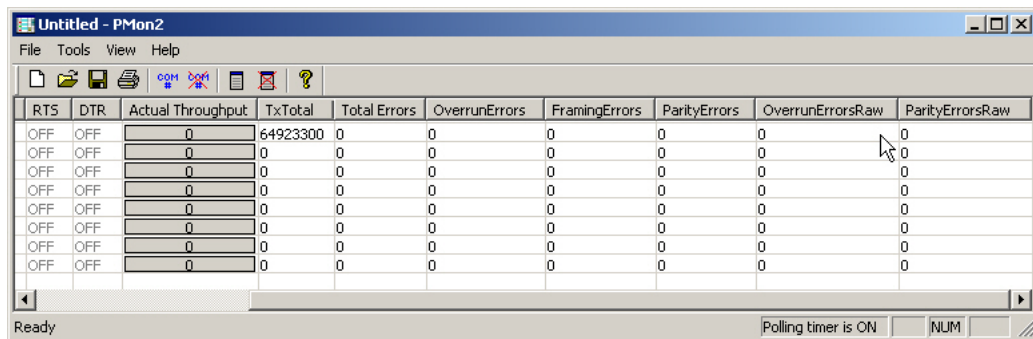 Untitled - PMon2
File Tools View Help
COM # COM #
RTS DTR Actual Throughput TxTotal Total Errors OverrunErrors FramingErrors ParityErrors OverrunErrorsRaw ParityErrorsRaw
OFF OFF 0 64923300 0 0 0 0 0 0
OFF OFF 0 0 0 0 0 0 0 0
OFF OFF 0 0 0 0 0 0 0 0
OFF OFF 0 0 0 0 0 0 0 0
OFF OFF 0 0 0 0 0 0 0 0
OFF OFF 0 0 0 0 0 0 0 0
OFF OFF 0 0 0 0 0 0 0 0
OFF OFF 0 0 0 0 0 0 0 0
Ready Polling timer is ON NUM